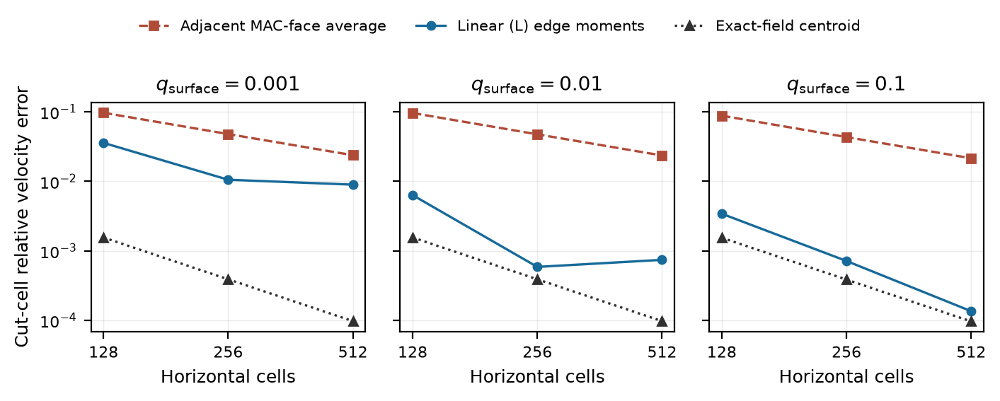 Adjacent MAC-face average Linear (L) edge moments Exact-field centroid
q_surface = 0.001 q_surface = 0.01 q_surface = 0.1
Cut-cell relative velocity error
10^−1
10^−2
10^−3
10^−4
128 256 512 128 256 512 128 256 512
Horizontal cells Horizontal cells Horizontal cells